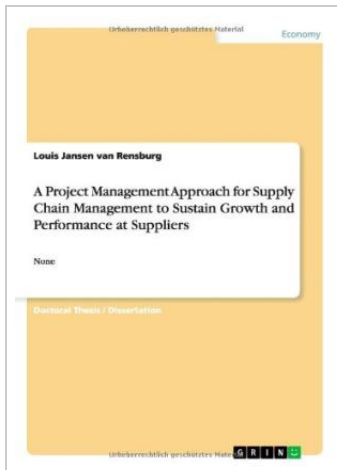 Urheberrechtlich geschütztes Material
Economy
Louis Jansen van Rensburg
A Project Management Approach for Supply
Chain Management to Sustain Growth and
Performance at Suppliers
None
Doctoral Thesis / Dissertation
Urheberrechtlich geschütztes Mater
GRIN